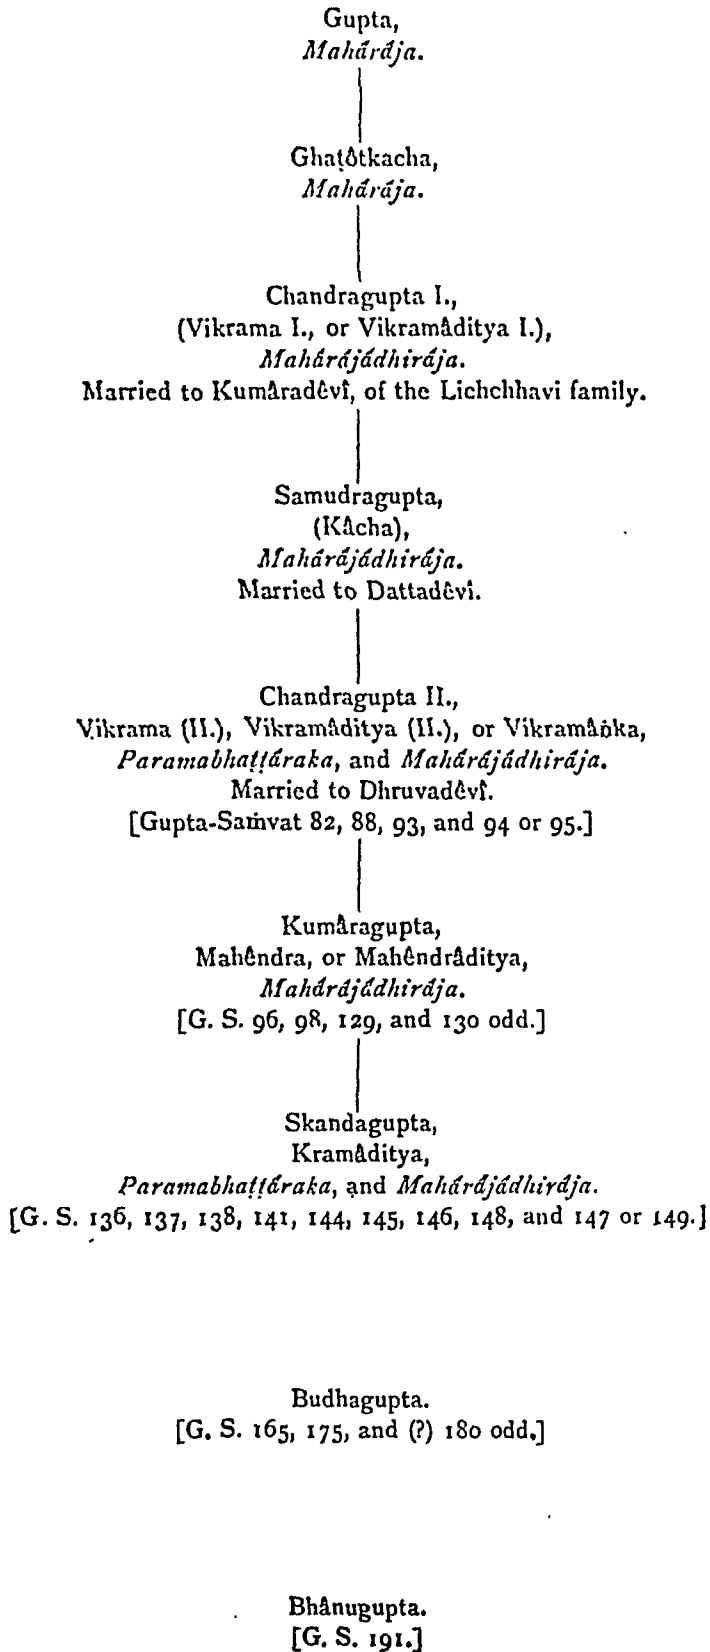 Gupta,
Mahárája.
Ghaṭôtkacha,
Mahárája.
Chandragupta I.,
(Vikrama I., or Vikramâditya I.),
Mahárájádhirája.
Married to Kumâradêvî, of the Lichchhavi family.
Samudragupta,
(Kâcha),
Mahárájádhirája.
Married to Dattadêvî.
Chandragupta II.,
Vikrama (II.), Vikramâditya (II.), or Vikramâṅka,
Paramabhaṭṭáraka, and Mahárájádhirája.
Married to Dhruvadêvî.
[Gupta-Saṁvat 82, 88, 93, and 94 or 95.]
Kumâragupta,
Mahêndra, or Mahêndrâditya,
Mahárájádhirája.
[G. S. 96, 98, 129, and 130 odd.]
Skandagupta,
Kramâditya,
Paramabhaṭṭáraka, and Mahárájádhirája.
[G. S. 136, 137, 138, 141, 144, 145, 146, 148, and 147 or 149.]
Budhagupta.
[G. S. 165, 175, and (?) 180 odd.]
Bhânugupta.
[G. S. 191.]